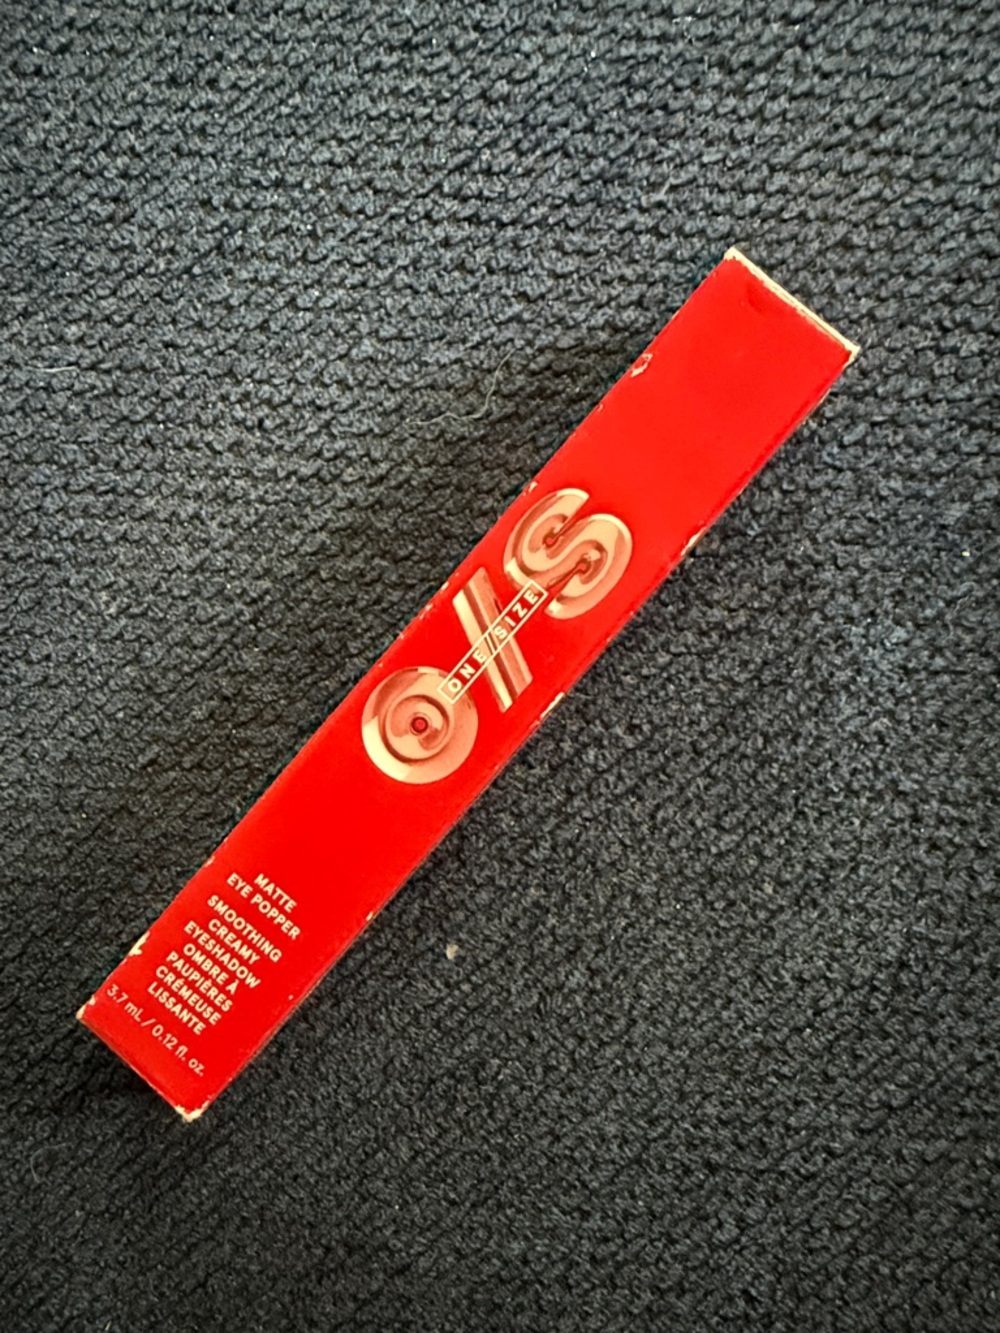 O/S
ONE/SIZE
MATTE
EYE POPPER
SMOOTHING
CREAMY
EYESHADOW
OMBRE À
PAUPIÈRES
CRÉMEUSE
LISSANTE
3.7 mL / 0.12 fl. oz.